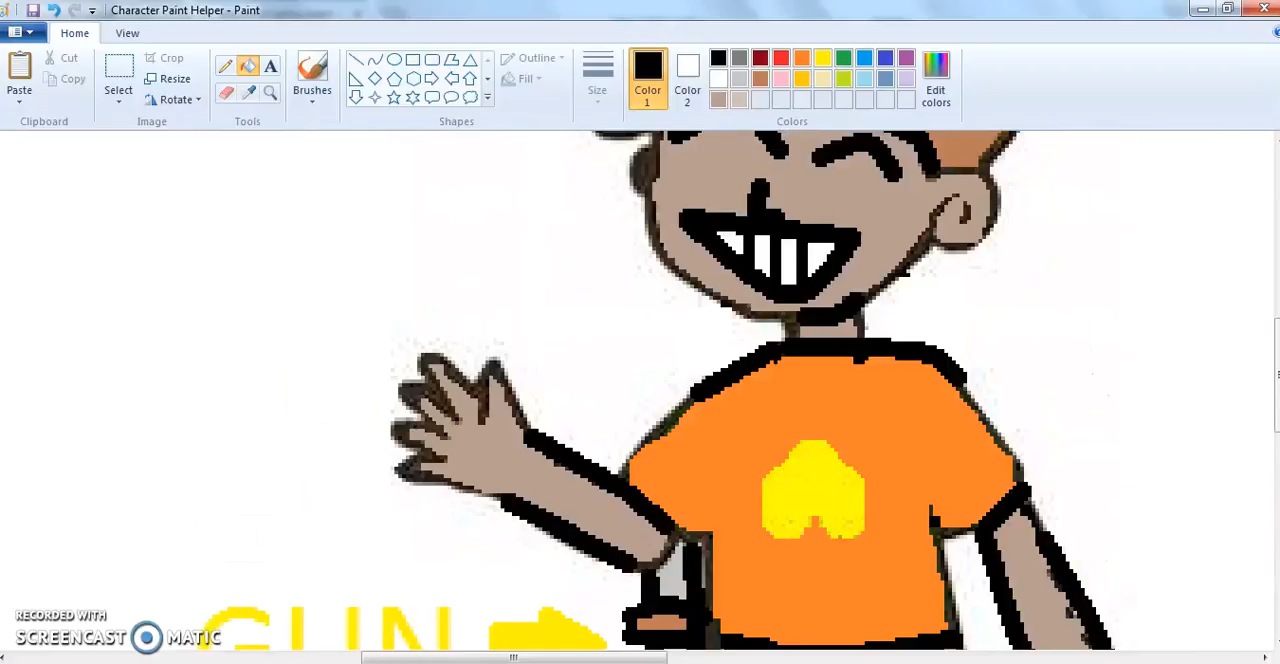 Character Paint Helper - Paint
Home View
Paste
Cut
Copy
Clipboard
Select
Crop
Resize
Rotate
Image
A
Tools
Brushes
Outline
Fill
Shapes
Size
Color 1
Color 2
Edit colors
Colors
GUN
RECORDED WITH
SCREENCAST MATIC